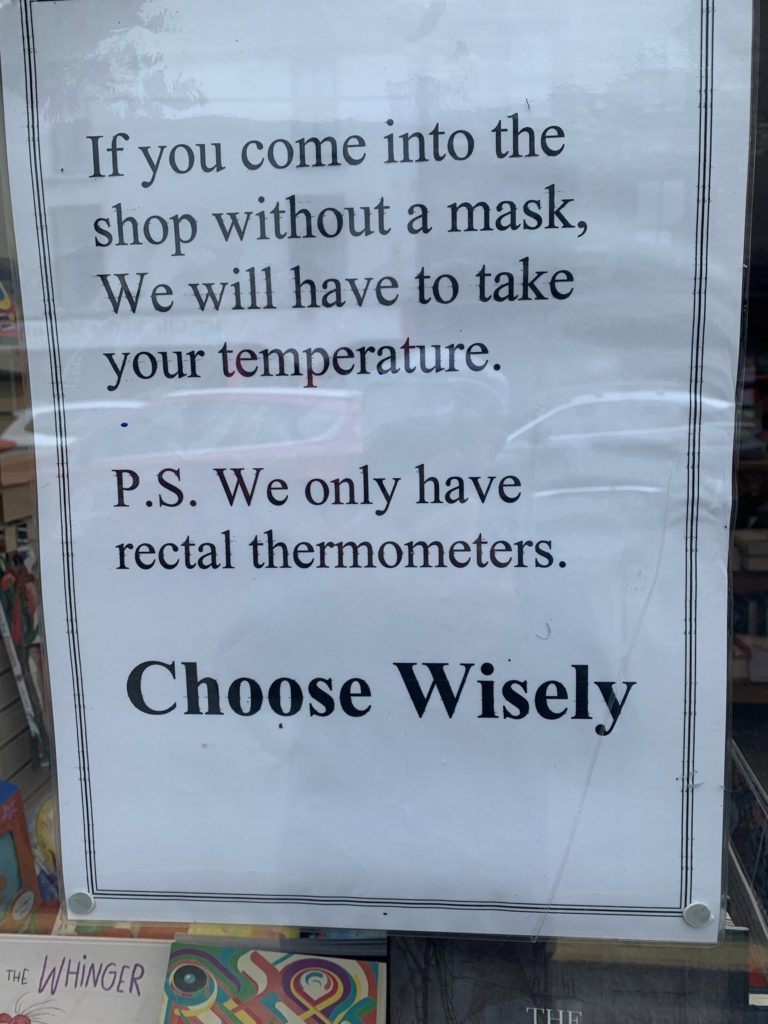 If you come into the
shop without a mask,
We will have to take
your temperature.
P.S. We only have
rectal thermometers.
Choose Wisely
THE WHINGER
THE